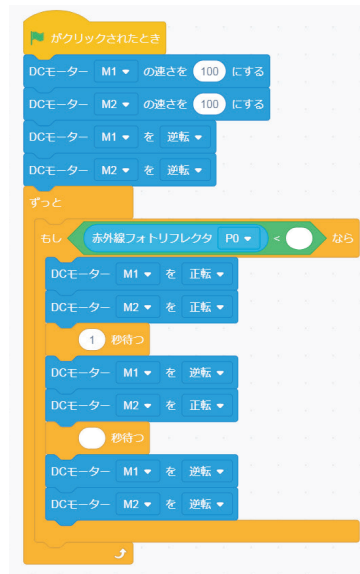 がクリックされたとき
DCモーター M1 の速さを 100 にする
DCモーター M2 の速さを 100 にする
DCモーター M1 を 逆転
DCモーター M2 を 逆転
ずっと
もし 赤外線フォトリフレクタ P0 < なら
DCモーター M1 を 正転
DCモーター M2 を 正転
1 秒待つ
DCモーター M1 を 逆転
DCモーター M2 を 正転
秒待つ
DCモーター M1 を 逆転
DCモーター M2 を 逆転